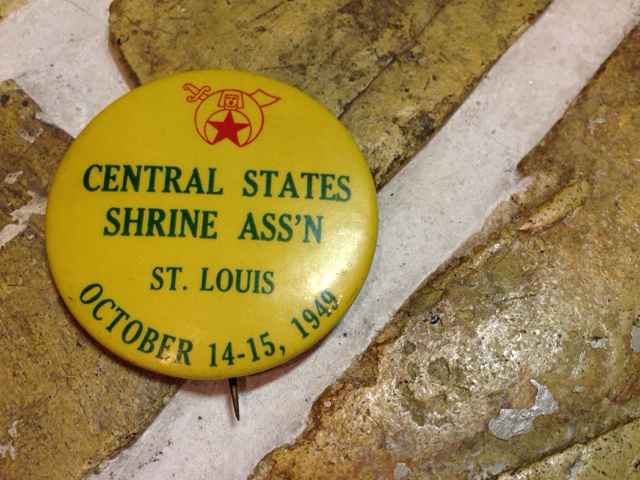 CENTRAL STATES
SHRINE ASS'N
ST. LOUIS
OCTOBER 14-15, 1949